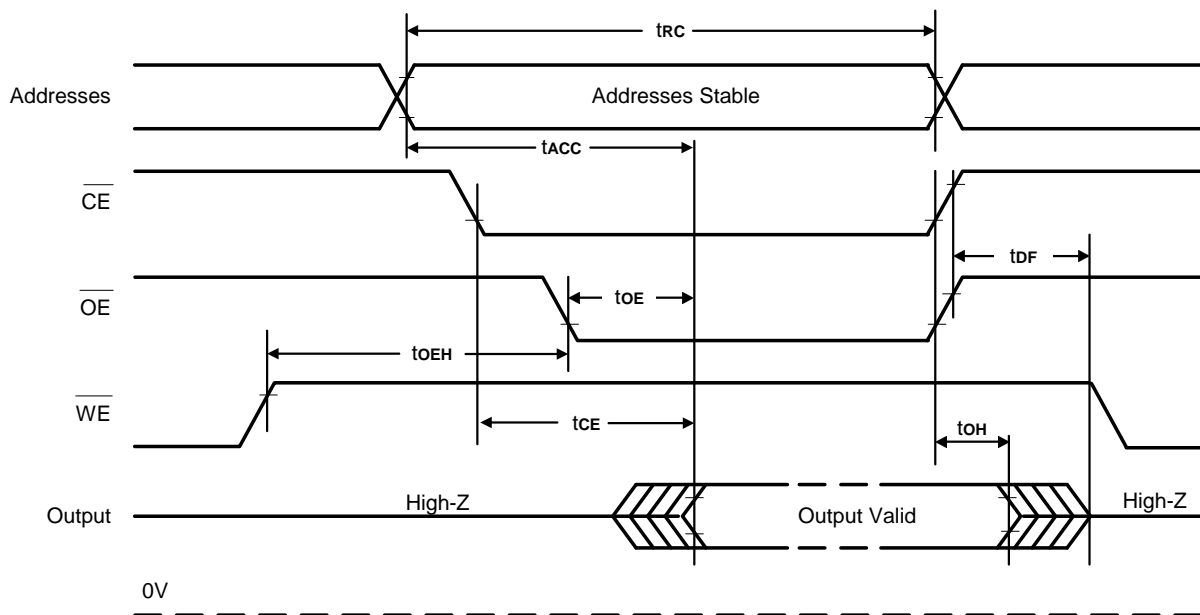 tRC
Addresses
Addresses Stable
tACC
CE
tDF
OE
tOE
tOEH
WE
tCE
tOH
High-Z
Output
Output Valid
High-Z
0V